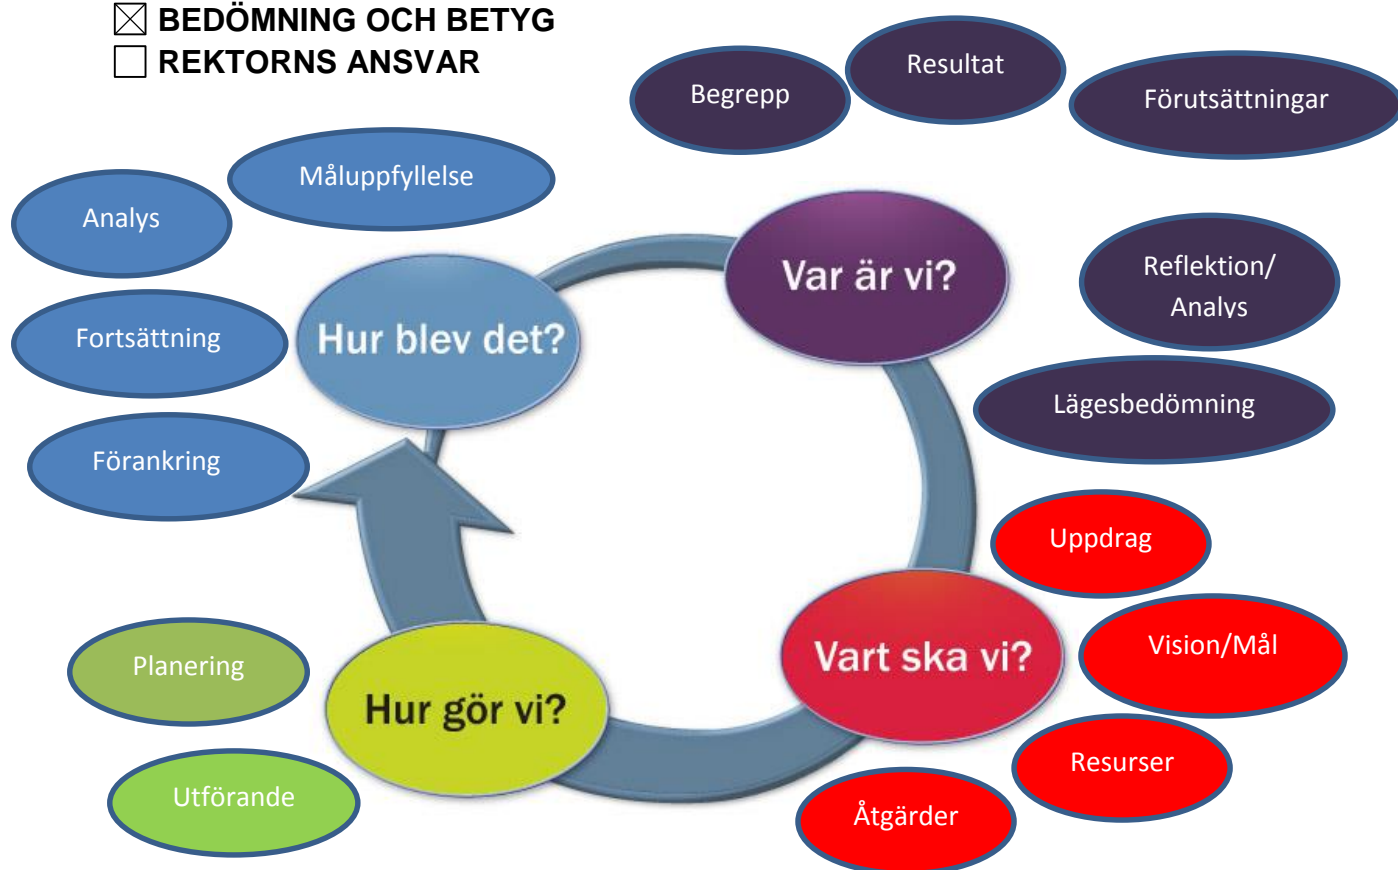 BEDÖMNING OCH BETYG
REKTORNS ANSVAR
Begrepp
Resultat
Förutsättningar
Måluppfyllelse
Analys
Var är vi?
Reflektion/
Analys
Hur blev det?
Fortsättning
Lägesbedömning
Förankring
Uppdrag
Vart ska vi?
Vision/Mål
Planering
Hur gör vi?
Resurser
Utförande
Åtgärder